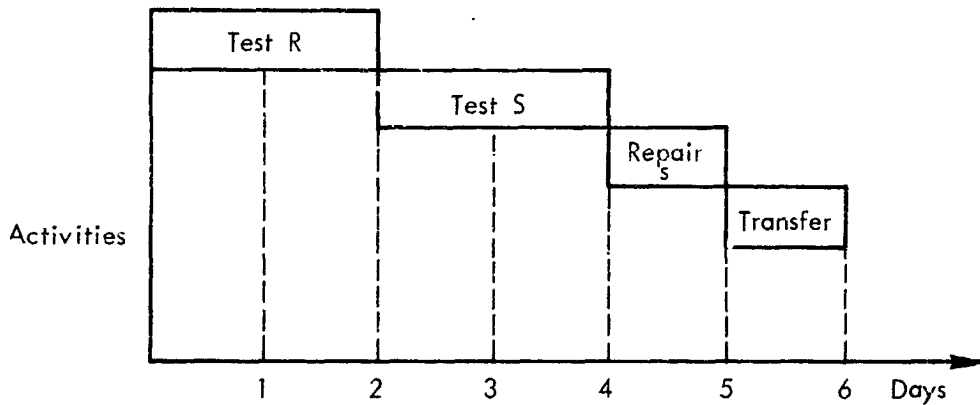 Test R
Test S
Repair
s
Transfer
Activities
1 2 3 4 5 6 Days